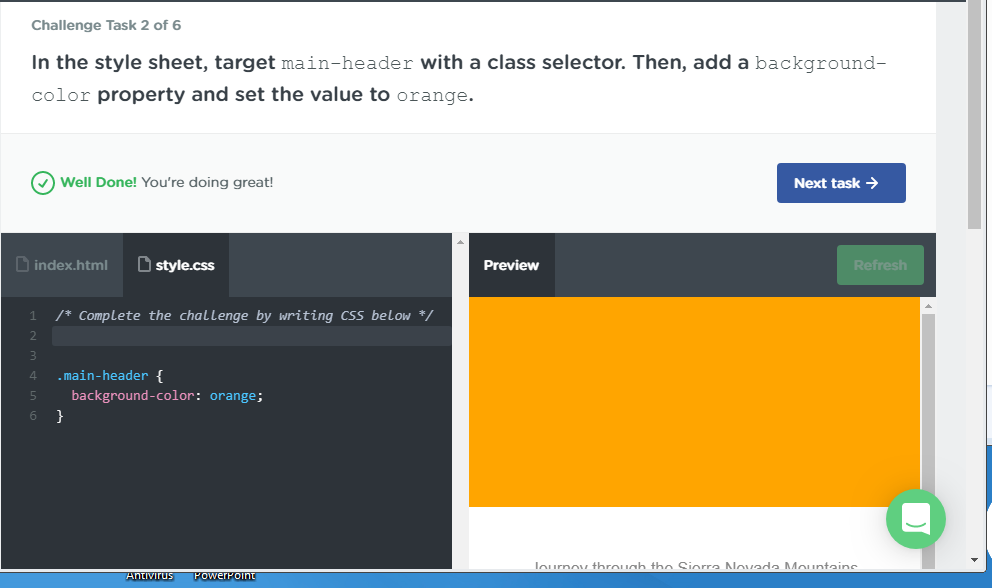 Challenge Task 2 of 6
In the style sheet, target main-header with a class selector. Then, add a background-
color property and set the value to orange.
Well Done! You're doing great!
Next task →
index.html
style.css
Preview
Refresh
1 /* Complete the challenge by writing CSS below */
2
3
4 .main-header {
5 background-color: orange;
6 }
Journey through the Sierra Nevada Mountains
Antivirus
PowerPoint